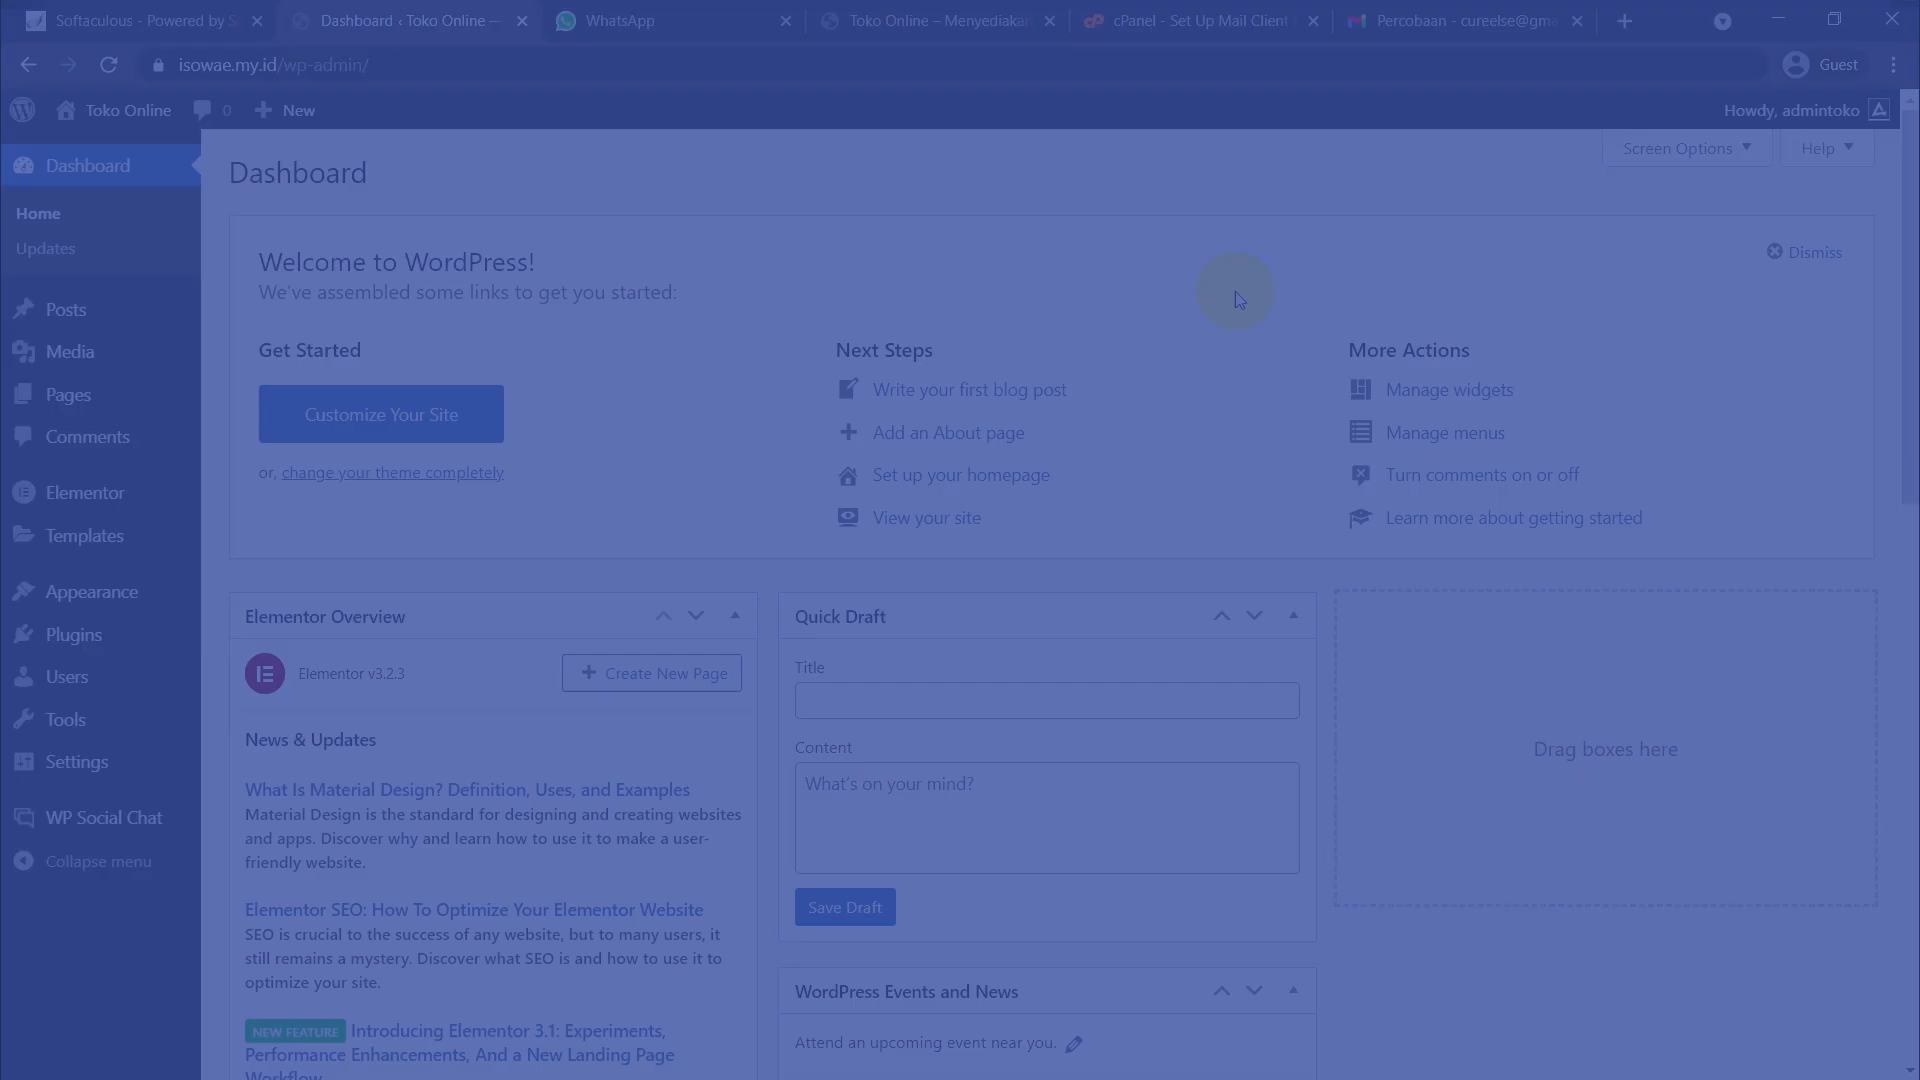 Softaculous - Powered by S
Dashboard ‹ Toko Online —
WhatsApp
Toko Online – Menyediakan
cPanel - Set Up Mail Client
Percobaan - cureelse@gma
isowae.my.id/wp-admin/
Guest
Toko Online
0
New
Howdy, admintoko
Dashboard
Home
Updates
Posts
Media
Pages
Comments
Elementor
Templates
Appearance
Plugins
Users
Tools
Settings
WP Social Chat
Collapse menu
Screen Options
Help
Dashboard
Welcome to WordPress!
We've assembled some links to get you started:
Dismiss
Get Started
Customize Your Site
or, change your theme completely
Next Steps
Write your first blog post
Add an About page
Set up your homepage
View your site
More Actions
Manage widgets
Manage menus
Turn comments on or off
Learn more about getting started
Elementor Overview
Elementor v3.2.3
Create New Page
News & Updates
What Is Material Design? Definition, Uses, and Examples
Material Design is the standard for designing and creating websites
and apps. Discover why and learn how to use it to make a user-
friendly website.
Elementor SEO: How To Optimize Your Elementor Website
SEO is crucial to the success of any website, but to many users, it
still remains a mystery. Discover what SEO is and how to use it to
optimize your site.
NEW FEATURE Introducing Elementor 3.1: Experiments,
Performance Enhancements, And a New Landing Page
Workflow
Quick Draft
Title
Content
What's on your mind?
Save Draft
WordPress Events and News
Attend an upcoming event near you.
Drag boxes here